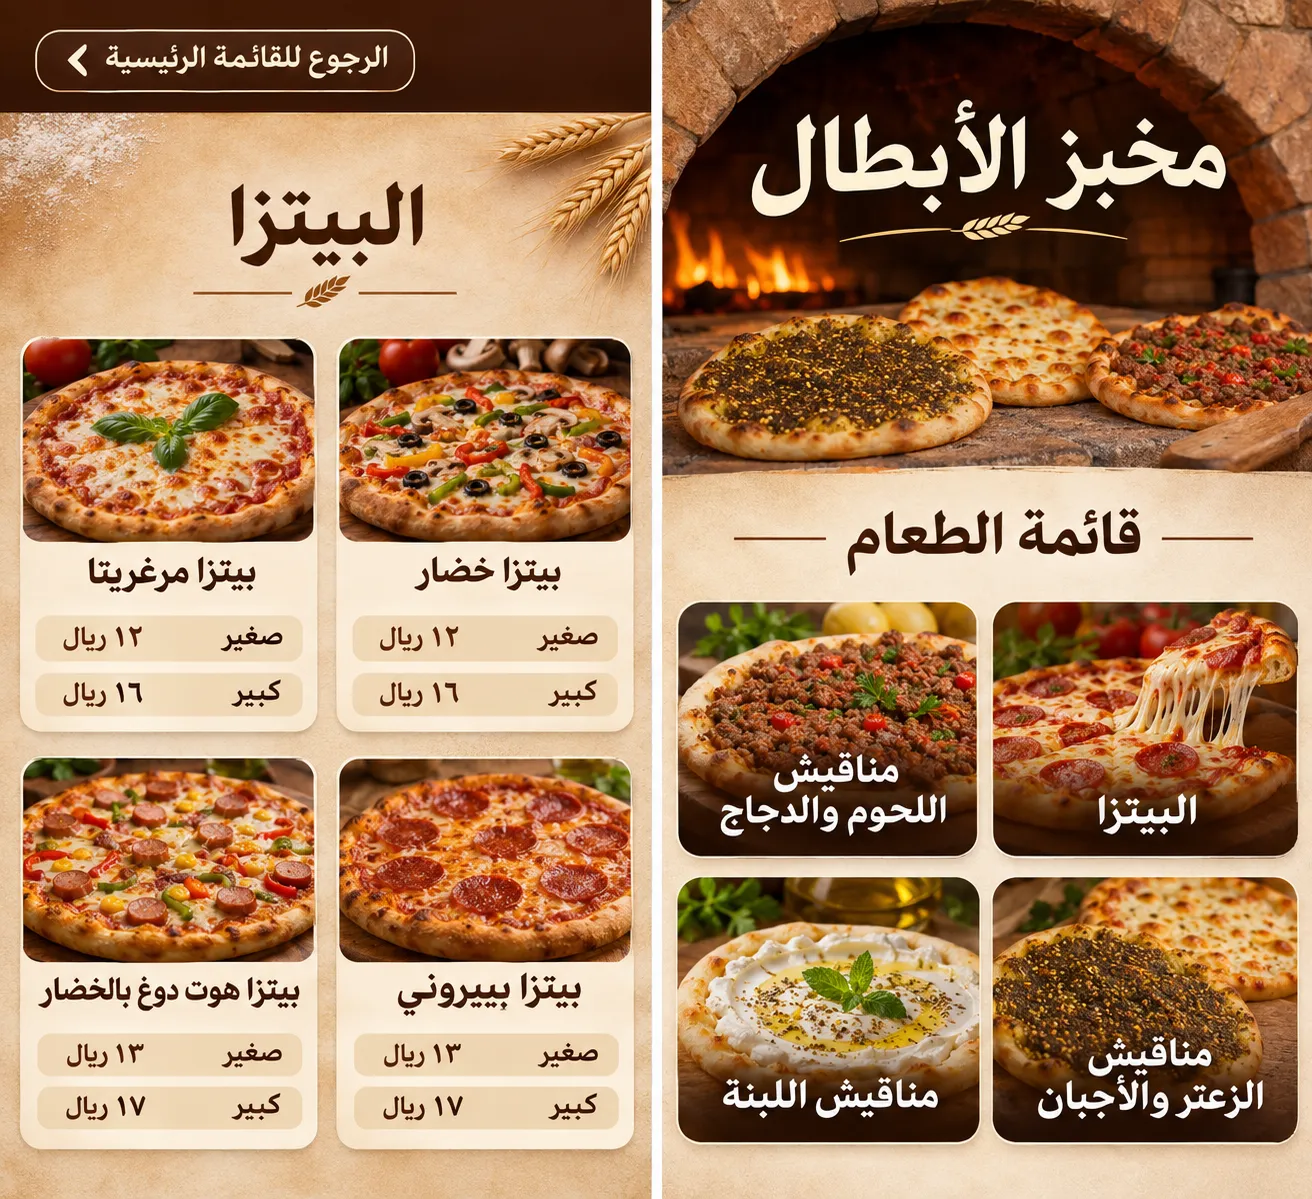 مخبز الأبطال
قائمة الطعام
البيتزا
مناقيش
اللحوم والدجاج
مناقيش
الزعتر والأجبان
مناقيش اللبنة
الرجوع للقائمة الرئيسية
البيتزا
بيتزا خضار
صغير ١٢ ريال
كبير ١٦ ريال
بيتزا مرغريتا
صغير ١٢ ريال
كبير ١٦ ريال
بيتزا بيبروني
صغير ١٣ ريال
كبير ١٧ ريال
بيتزا هوت دوغ بالخضار
صغير ١٣ ريال
كبير ١٧ ريال